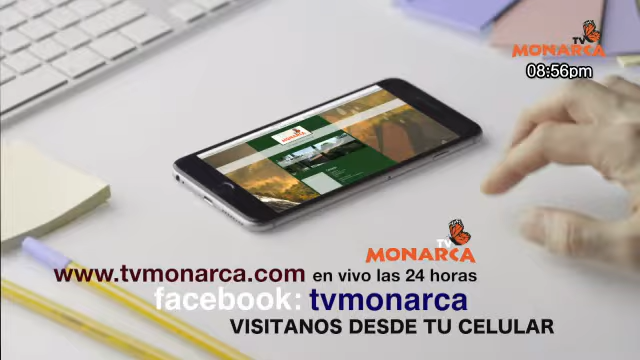 TV
MONARCA
08:56pm
MONARCA
TV
MONARCA
www.tvmonarca.com en vivo las 24 horas
facebook: tvmonarca
VISITANOS DESDE TU CELULAR